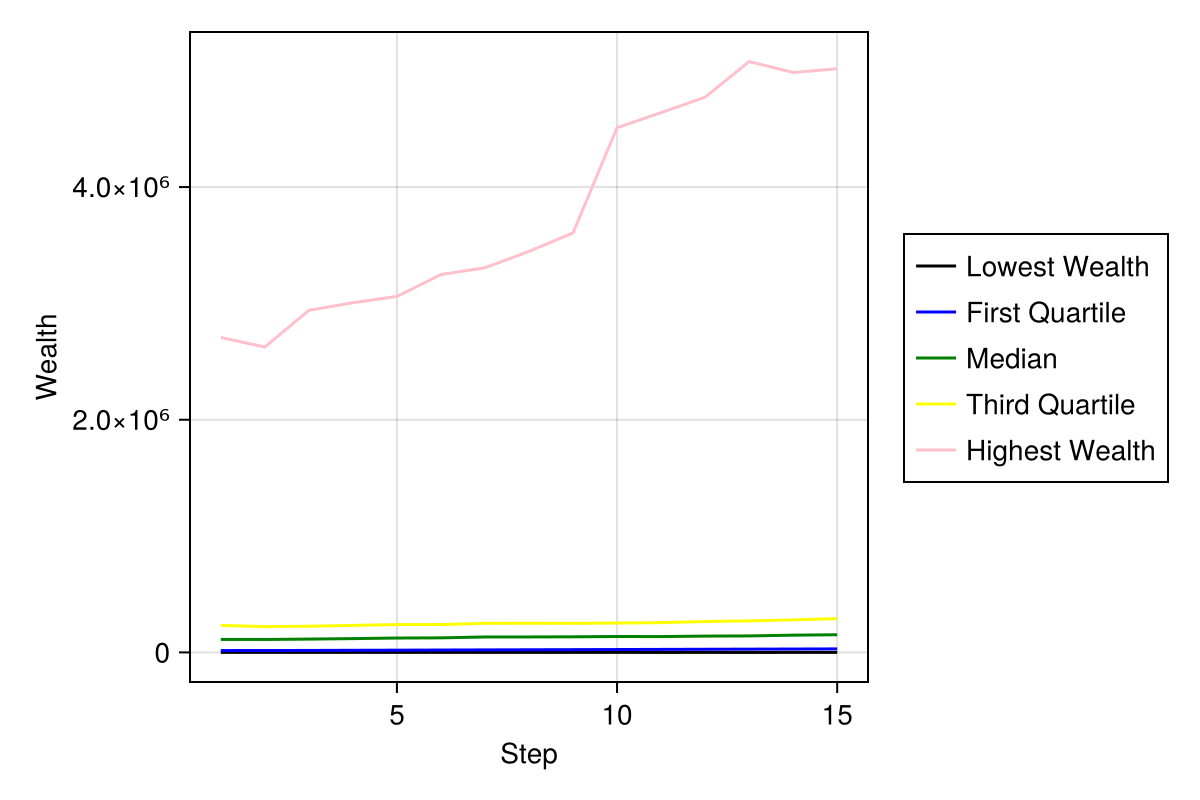 4.0×10⁶
2.0×10⁶
0
Wealth
5
10
15
Step
Lowest Wealth
First Quartile
Median
Third Quartile
Highest Wealth